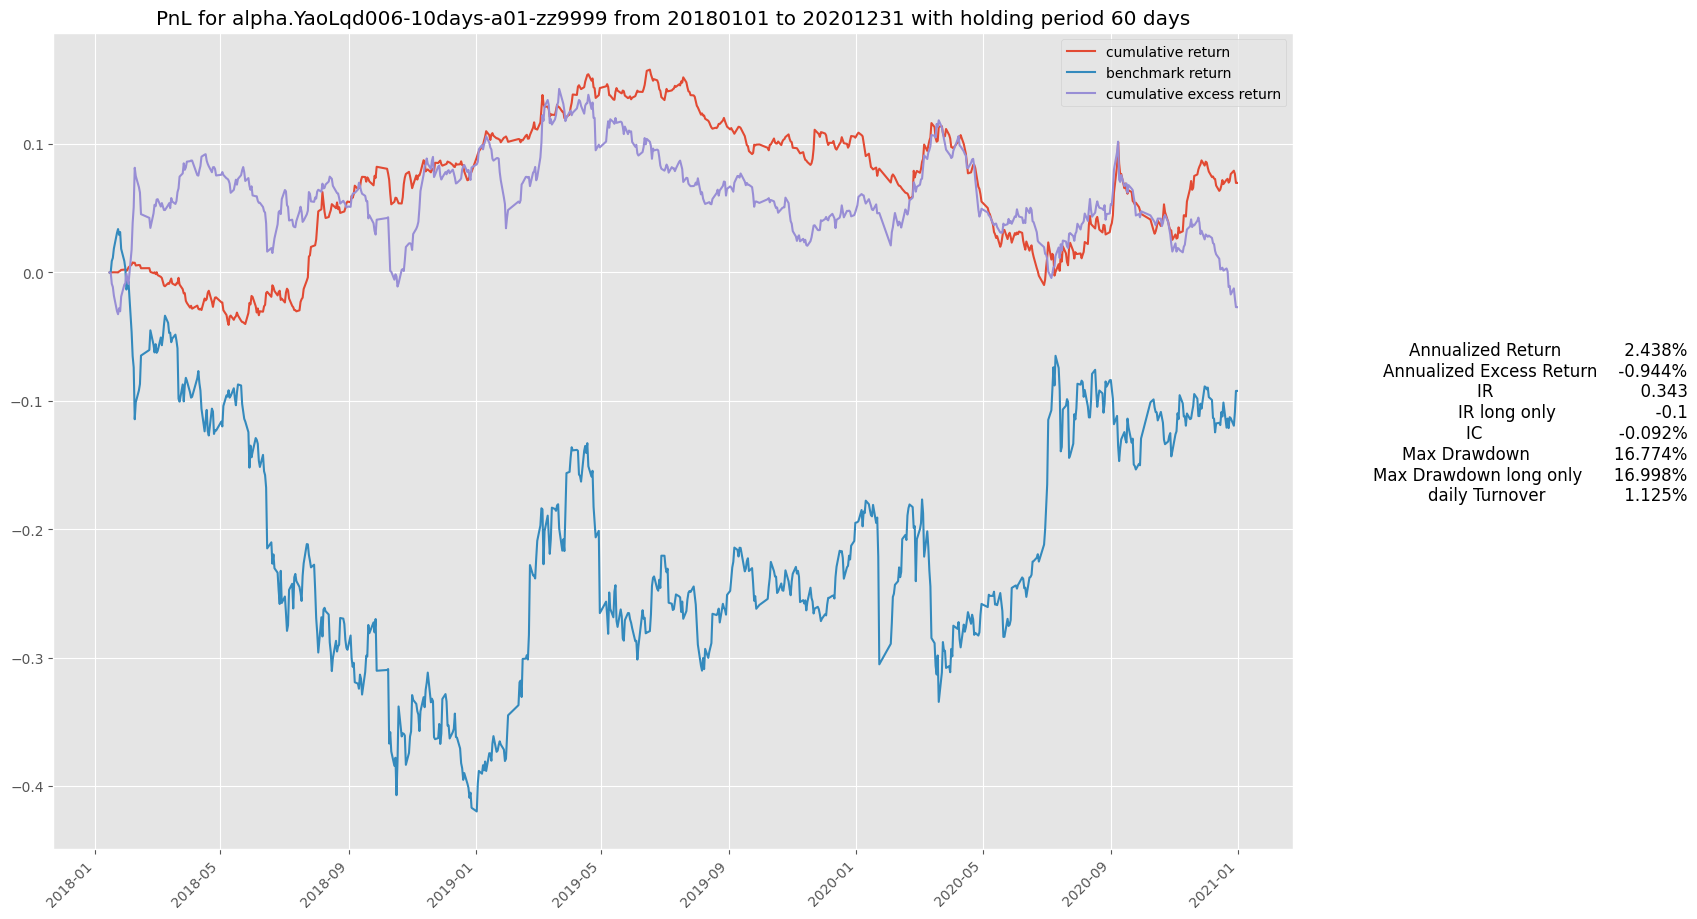 PnL for alpha.YaoLqd006-10days-a01-zz9999 from 20180101 to 20201231 with holding period 60 days
cumulative return
benchmark return
cumulative excess return
0.1
0.0
−0.1
−0.2
−0.3
−0.4
2018-01
2018-05
2018-09
2019-01
2019-05
2019-09
2020-01
2020-05
2020-09
2021-01
Annualized Return 2.438%
Annualized Excess Return -0.944%
IR 0.343
IR long only -0.1
IC -0.092%
Max Drawdown 16.774%
Max Drawdown long only 16.998%
daily Turnover 1.125%